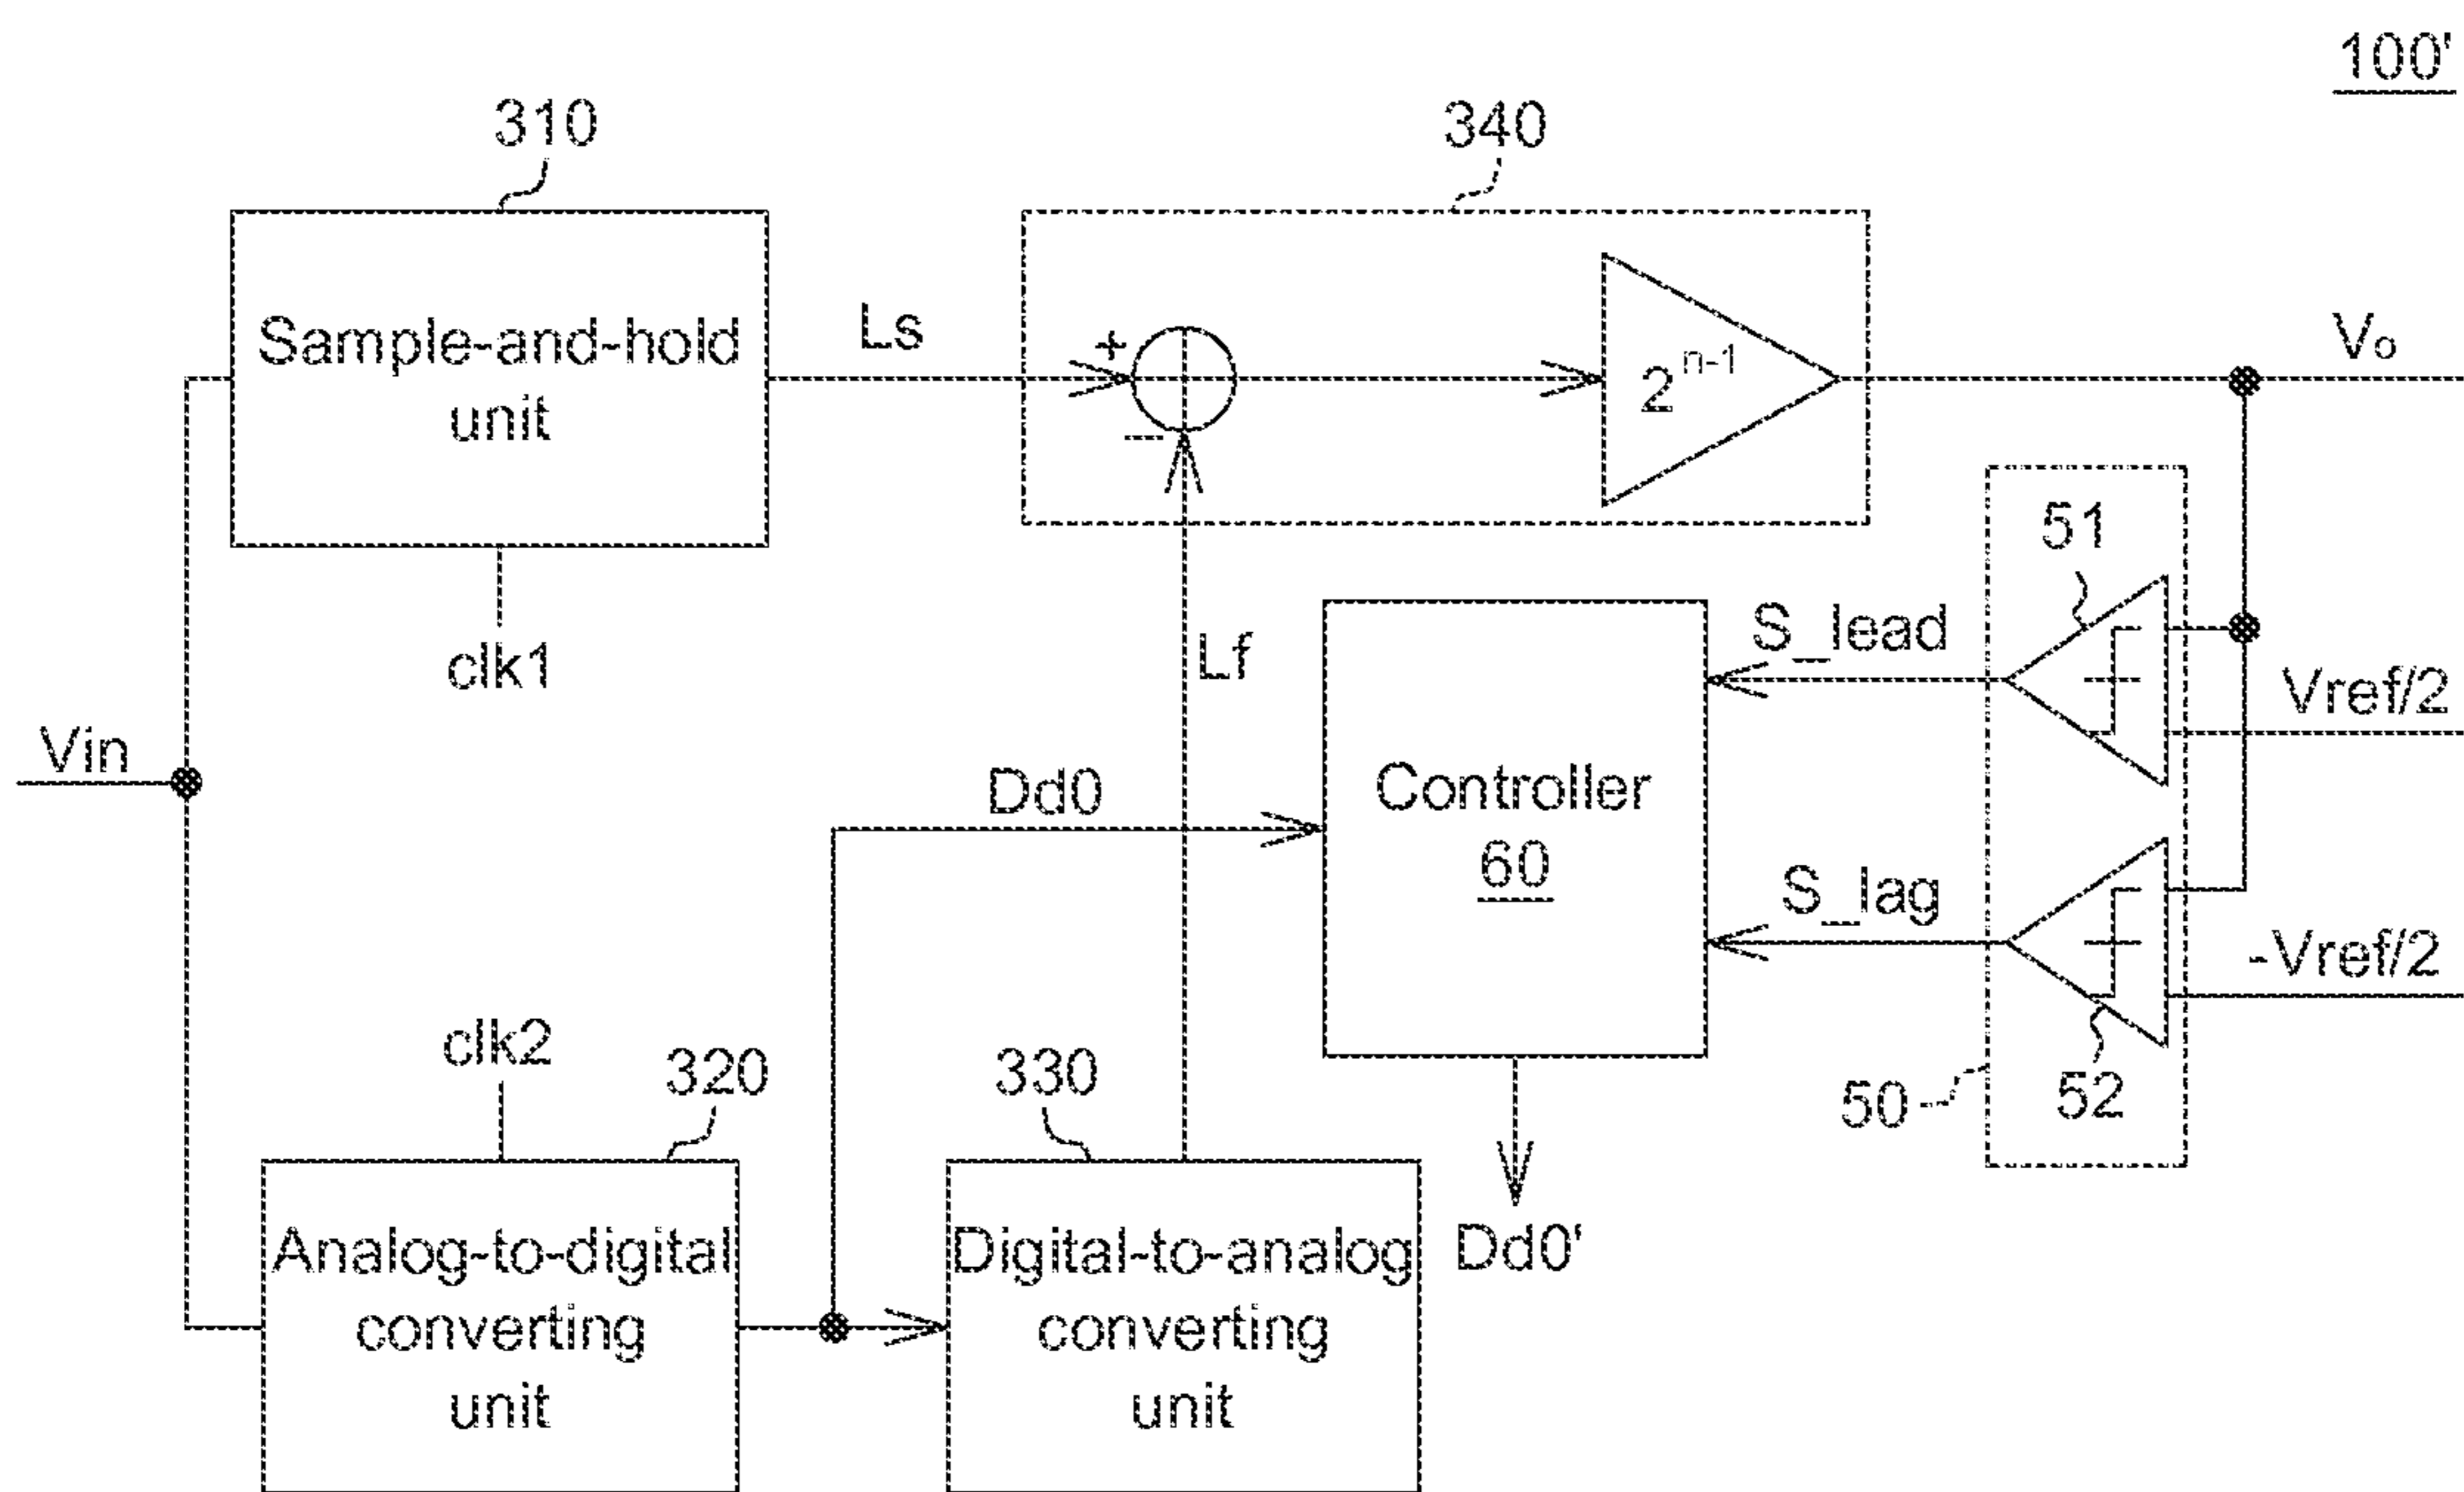 100'
310
340
Sample-and-hold
unit
Ls
+
−
2^{n-1}
Vo
clk1
Lf
51
S_lead
Vref/2
Vin
Dd0
Controller
60
S_lag
-Vref/2
clk2
320
330
50
52
Analog-to-digital
converting
unit
Digital-to-analog
converting
unit
Dd0'